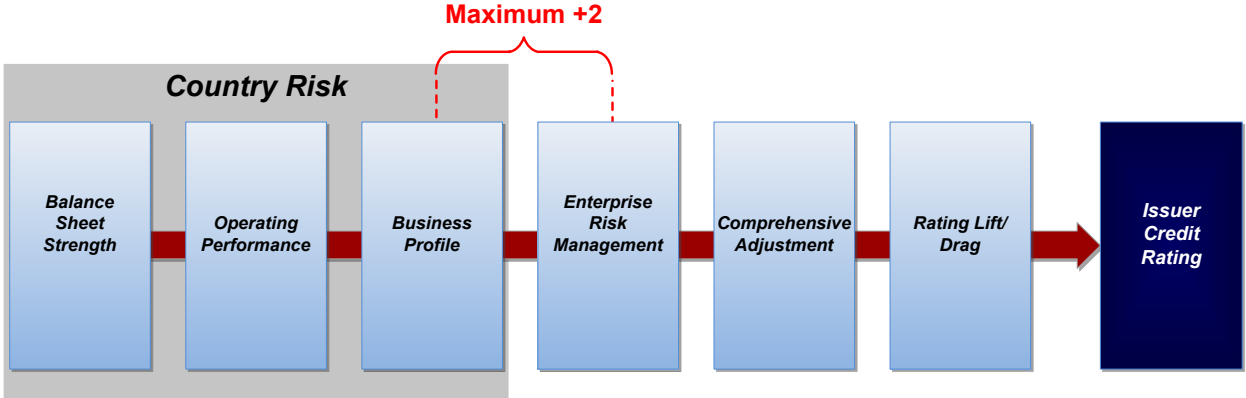 Maximum +2
Country Risk
Balance
Sheet
Strength
Operating
Performance
Business
Profile
Enterprise
Risk
Management
Comprehensive
Adjustment
Rating Lift/
Drag
Issuer
Credit
Rating